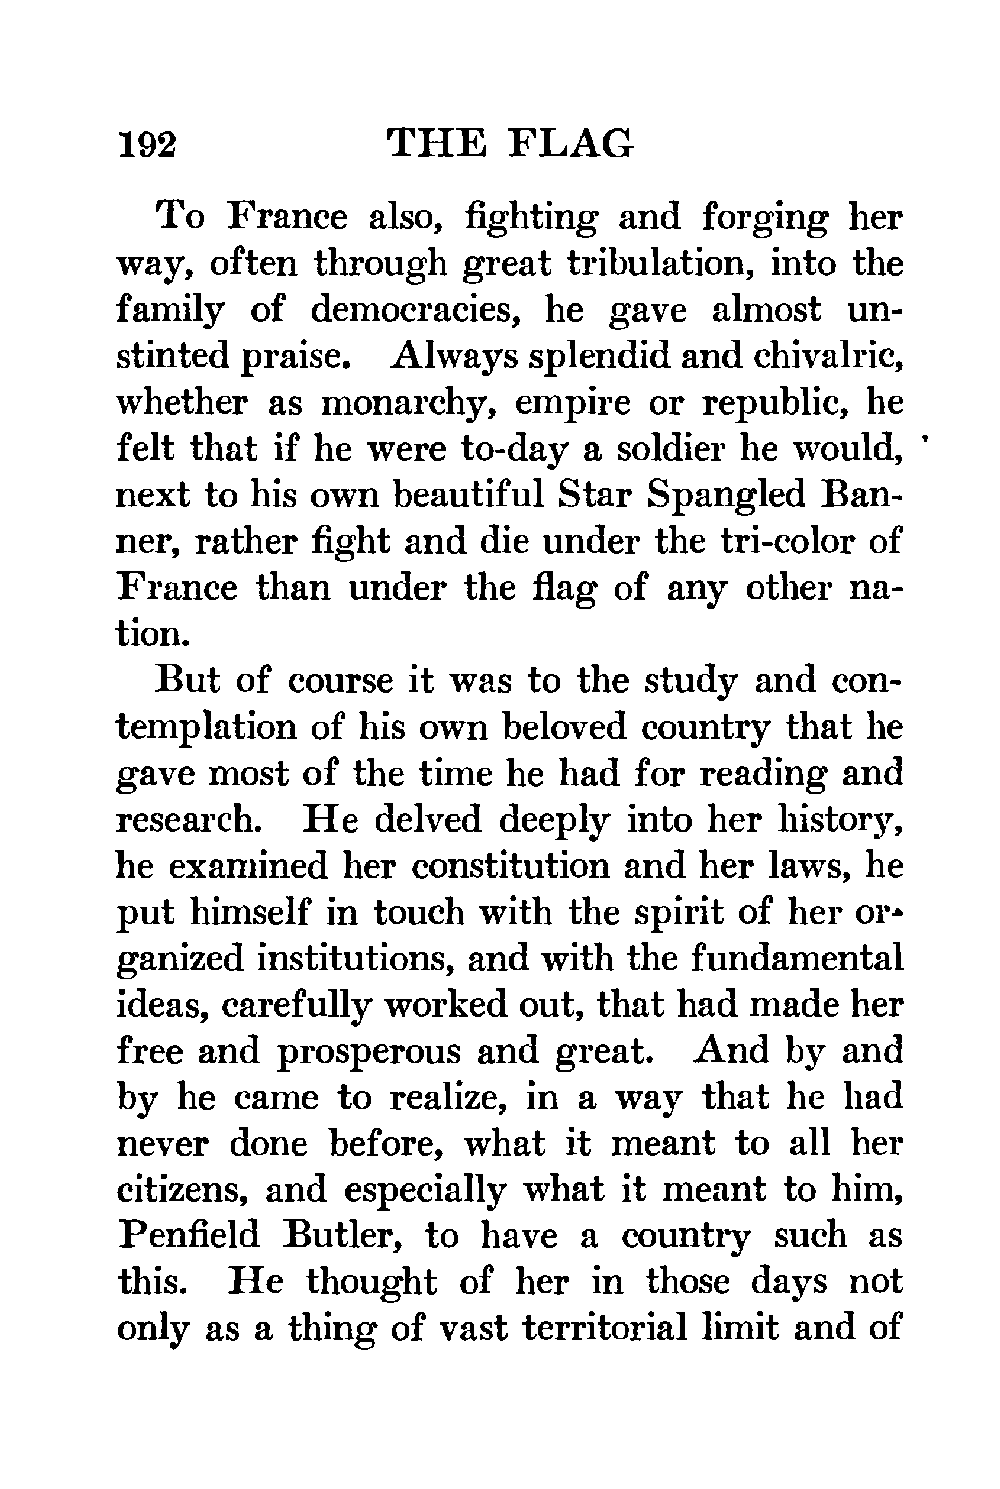 192 THE FLAG
To France also, fighting and forging her
way, often through great tribulation, into the
family of democracies, he gave almost un-
stinted praise. Always splendid and chivalric,
whether as monarchy, empire or republic, he
felt that if he were to-day a soldier he would,
next to his own beautiful Star Spangled Ban-
ner, rather fight and die under the tri-color of
France than under the flag of any other na-
tion.
But of course it was to the study and con-
templation of his own beloved country that he
gave most of the time he had for reading and
research. He delved deeply into her history,
he examined her constitution and her laws, he
put himself in touch with the spirit of her or-
ganized institutions, and with the fundamental
ideas, carefully worked out, that had made her
free and prosperous and great. And by and
by he came to realize, in a way that he had
never done before, what it meant to all her
citizens, and especially what it meant to him,
Penfield Butler, to have a country such as
this. He thought of her in those days not
only as a thing of vast territorial limit and of